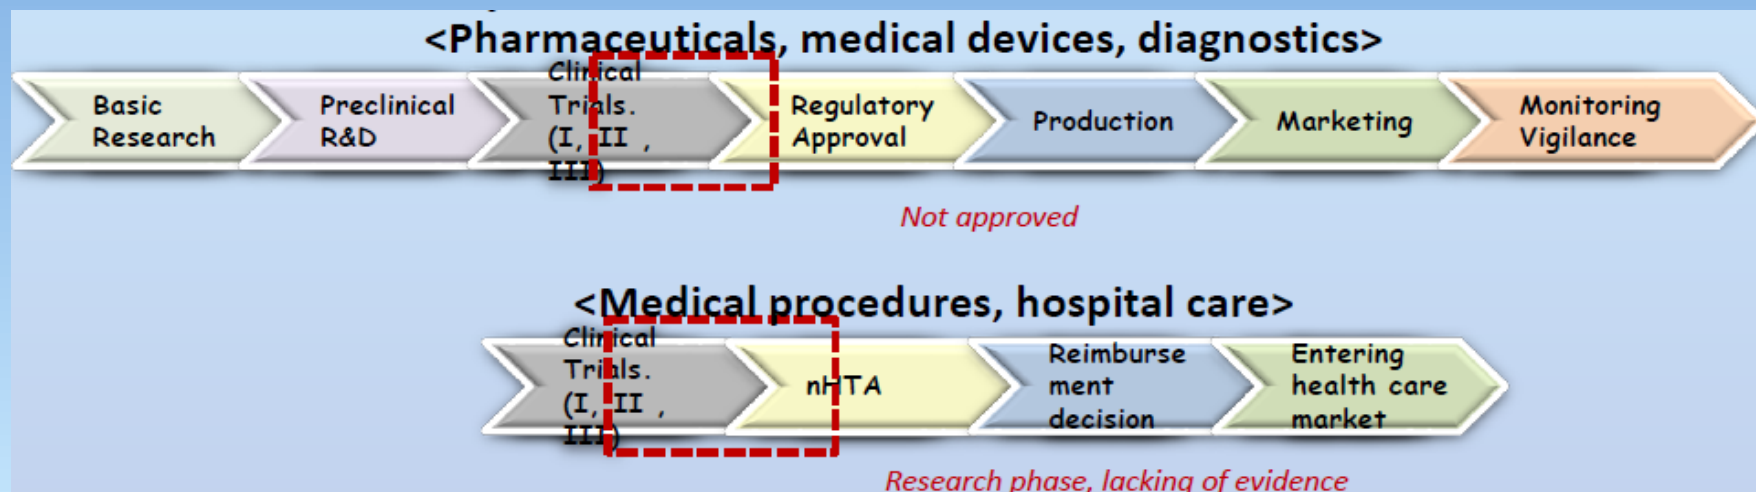 <Pharmaceuticals, medical devices, diagnostics>
Basic
Research
Preclinical
R&D
Clinical
Trials.
(I, II ,
III)
Regulatory
Approval
Production
Marketing
Monitoring
Vigilance
Not approved
<Medical procedures, hospital care>
Clinical
Trials.
(I, II ,
III)
nHTA
Reimburse
ment
decision
Entering
health care
market
Research phase, lacking of evidence